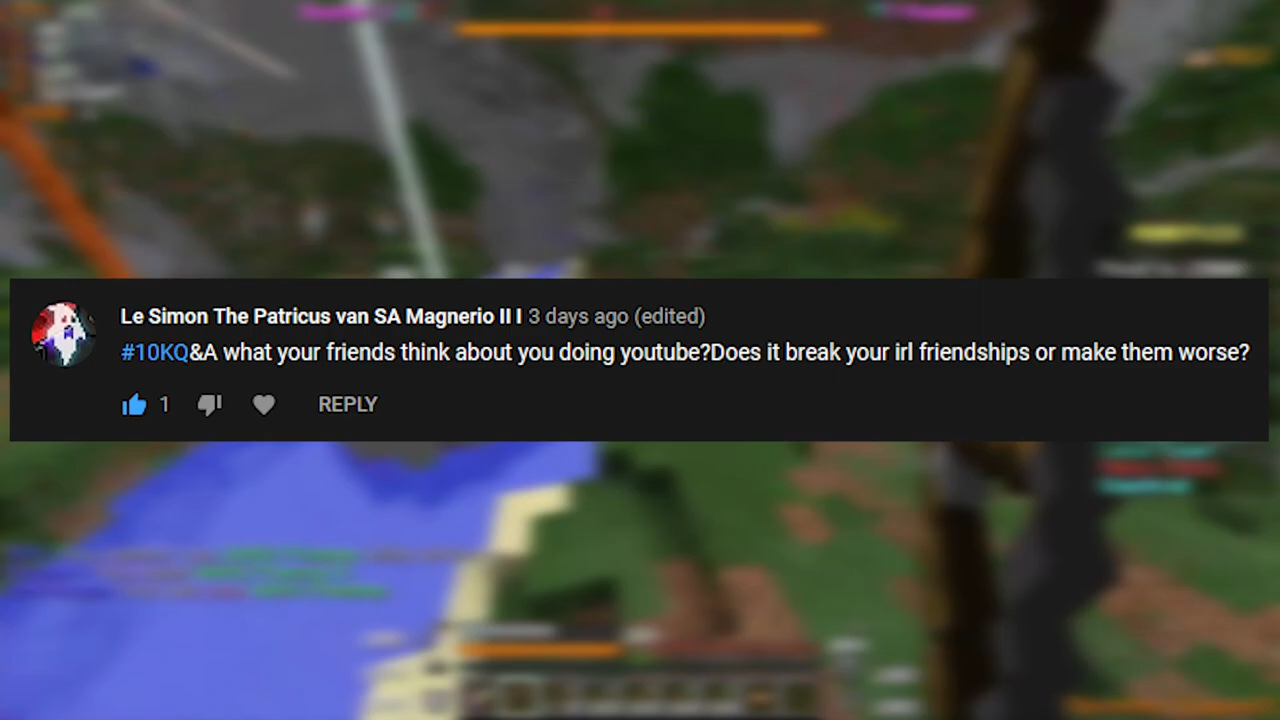 Le Simon The Patricus van SA Magnerio II I 3 days ago (edited)
#10KQ&A what your friends think about you doing youtube?Does it break your irl friendships or make them worse?
1 REPLY